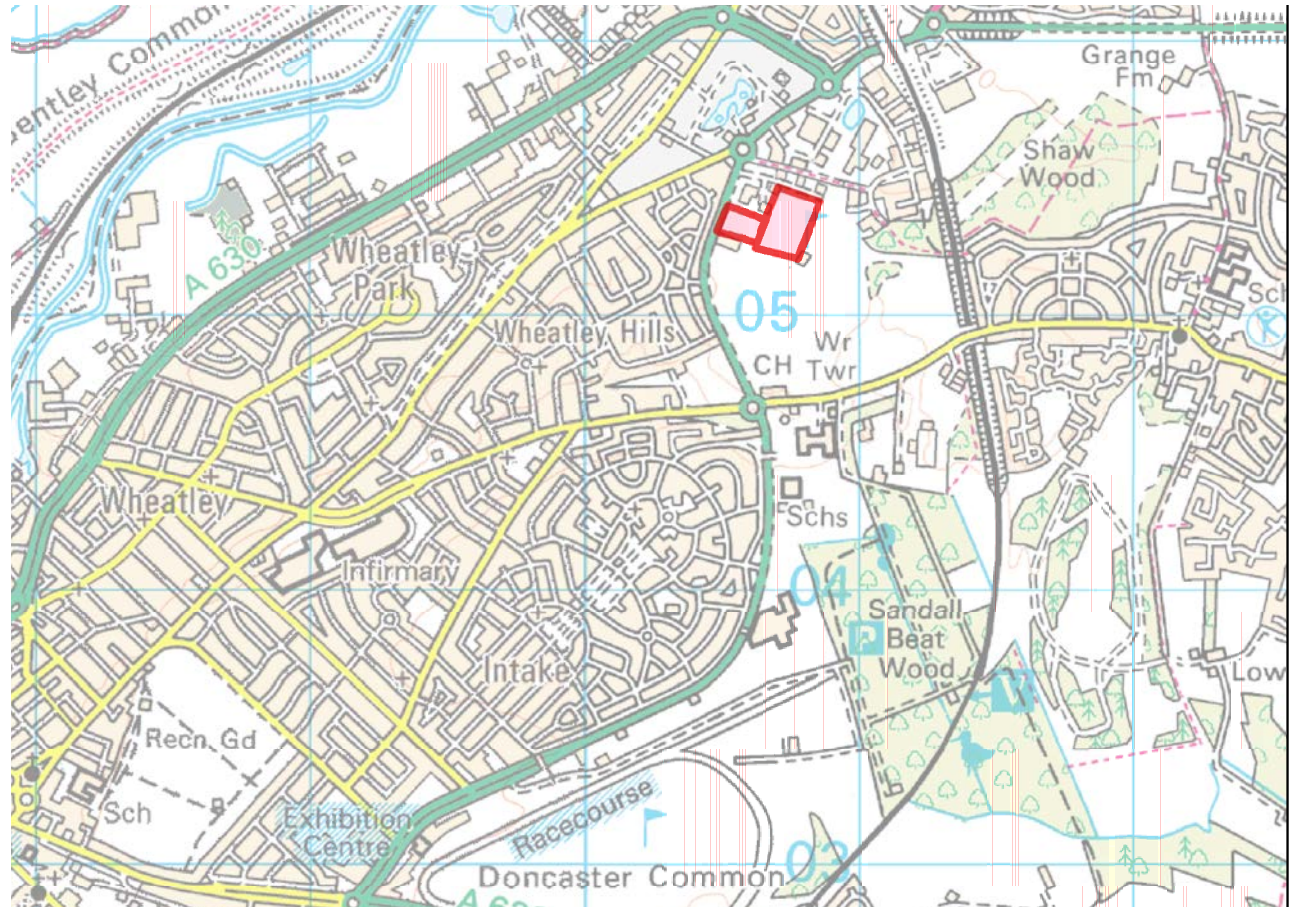 Bentley Common
Grange
Fm
Shaw
Wood
A 630
Wheatley
Park
05
Wheatley Hills
Wr
Twr
CH
Sch
Wheatley
Schs
Infirmary
04
Sandall
Beat
Wood
P
Intake
Low
V
Recn Gd
Sch
Exhibition
Centre
Racecourse
Doncaster Common
03